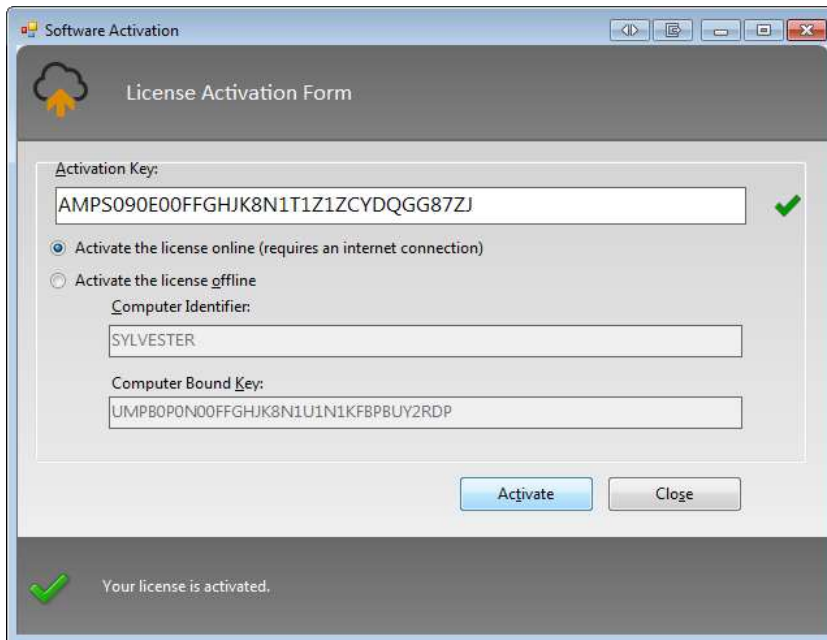 Software Activation
License Activation Form
Activation Key:
AMPS090E00FFGHJK8N1T1Z1ZCYDQGG87ZJ
Activate the license online (requires an internet connection)
Activate the license offline
Computer Identifier:
SYLVESTER
Computer Bound Key:
UMPB0P0N00FFGHJK8N1U1N1KFBPBUY2RDP
Activate
Close
Your license is activated.